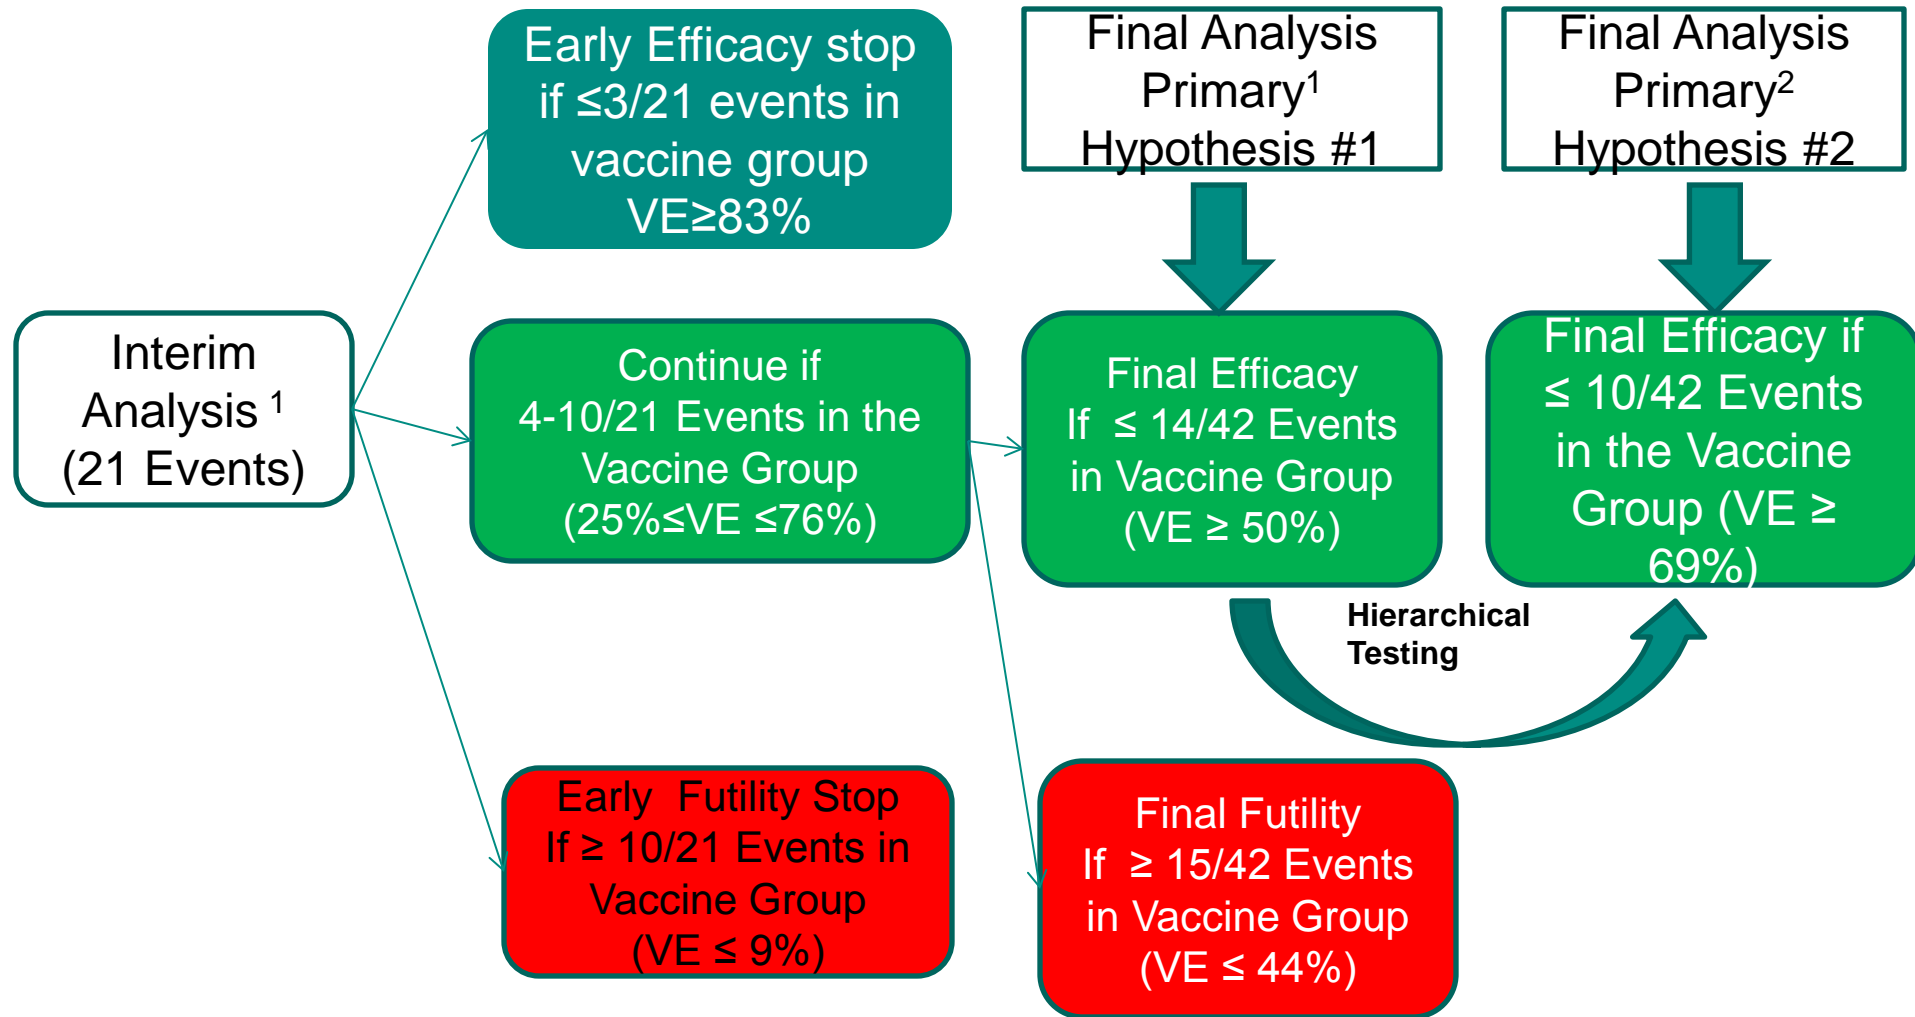 Early Efficacy stop
if ≤3/21 events in
vaccine group
VE≥83%
Final Analysis
Primary1
Hypothesis #1
Final Analysis
Primary2
Hypothesis #2
Interim
Analysis 1
(21 Events)
Continue if
4-10/21 Events in the
Vaccine Group
(25%≤VE ≤76%)
Final Efficacy
If ≤ 14/42 Events
in Vaccine Group
(VE ≥ 50%)
Final Efficacy if
≤ 10/42 Events
in the Vaccine
Group (VE ≥
69%)
Hierarchical
Testing
Early Futility Stop
If ≥ 10/21 Events in
Vaccine Group
(VE ≤ 9%)
Final Futility
If ≥ 15/42 Events
in Vaccine Group
(VE ≤ 44%)